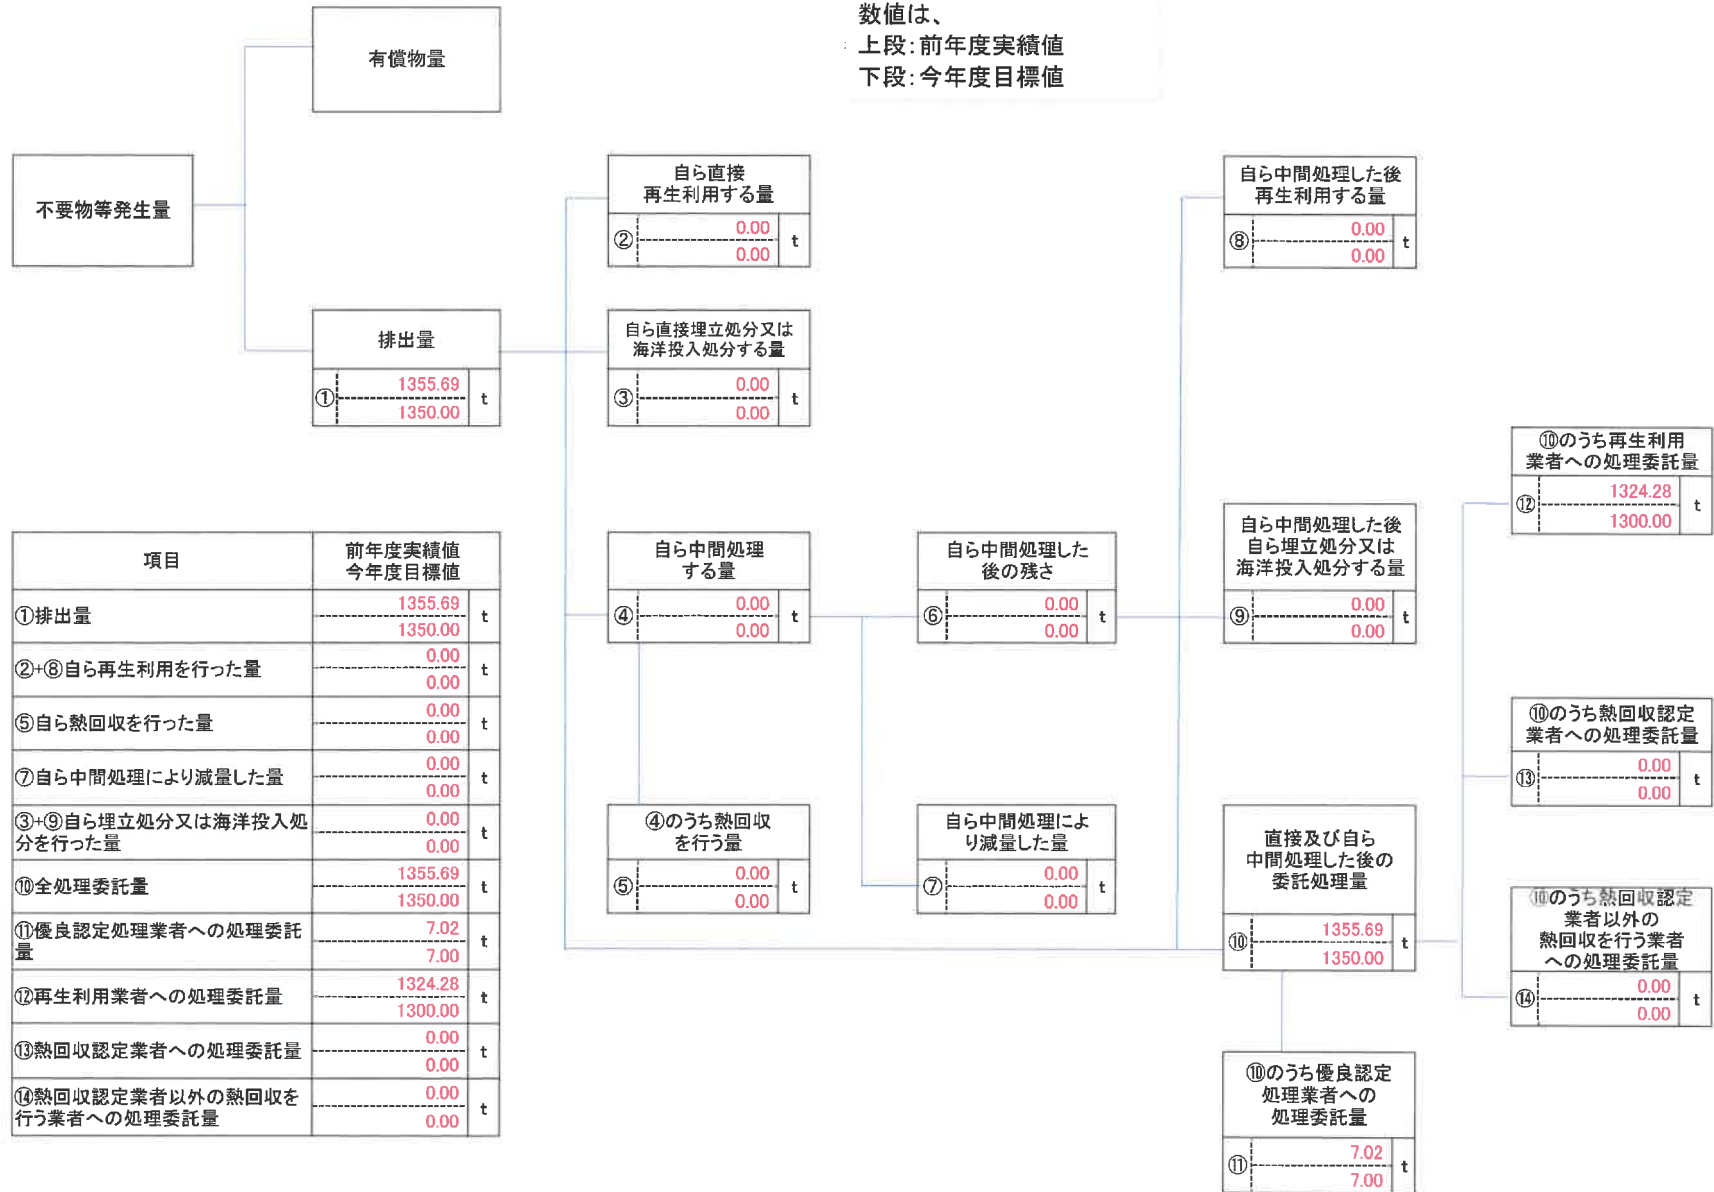 数値は、
上段：前年度実績値
下段：今年度目標値
有償物量
不要物等発生量
排出量
①
1355.69
1350.00
t
自ら直接
再生利用する量
②
0.00
0.00
t
自ら直接埋立処分又は
海洋投入処分する量
③
0.00
0.00
t
自ら中間処理
する量
④
0.00
0.00
t
④のうち熱回収
を行う量
⑤
0.00
0.00
t
自ら中間処理した
後の残さ
⑥
0.00
0.00
t
自ら中間処理によ
り減量した量
⑦
0.00
0.00
t
自ら中間処理した後
再生利用する量
⑧
0.00
0.00
t
自ら中間処理した後
自ら埋立処分又は
海洋投入処分する量
⑨
0.00
0.00
t
直接及び自ら
中間処理した後の
委託処理量
⑩
1355.69
1350.00
t
⑩のうち優良認定
処理業者への
処理委託量
⑪
7.02
7.00
t
⑩のうち再生利用
業者への処理委託量
⑫
1324.28
1300.00
t
⑩のうち熱回収認定
業者への処理委託量
⑬
0.00
0.00
t
⑩のうち熱回収認定
業者以外の
熱回収を行う業者
への処理委託量
⑭
0.00
0.00
t
項目
前年度実績値
今年度目標値
①排出量
1355.69
1350.00
t
②+⑧自ら再生利用を行った量
0.00
0.00
t
⑤自ら熱回収を行った量
0.00
0.00
t
⑦自ら中間処理により減量した量
0.00
0.00
t
③+⑨自ら埋立処分又は海洋投入処
分を行った量
0.00
0.00
t
⑩全処理委託量
1355.69
1350.00
t
⑪優良認定処理業者への処理委託
量
7.02
7.00
t
⑫再生利用業者への処理委託量
1324.28
1300.00
t
⑬熱回収認定業者への処理委託量
0.00
0.00
t
⑭熱回収認定業者以外の熱回収を
行う業者への処理委託量
0.00
0.00
t